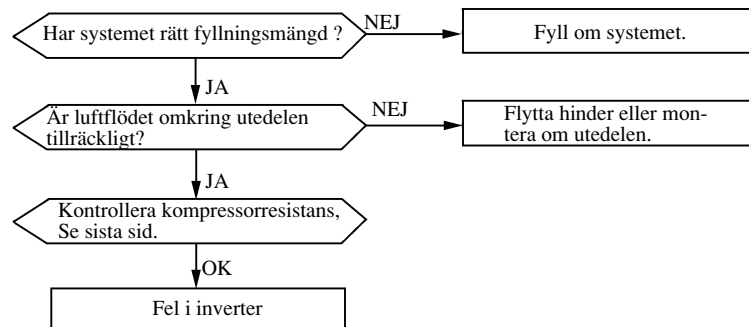 Har systemet rätt fyllningsmängd ?
NEJ
Fyll om systemet.
JA
Är luftflödet omkring utedelen
tillräckligt?
NEJ
Flytta hinder eller mon-
tera om utedelen.
JA
Kontrollera kompressorresistans,
Se sista sid.
OK
Fel i inverter